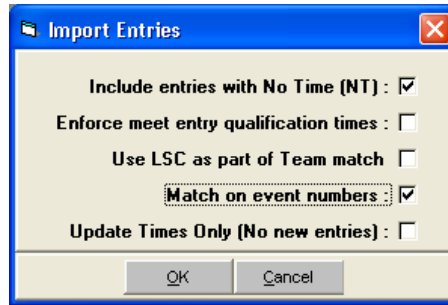 Import Entries
Include entries with No Time (NT) :
Enforce meet entry qualification times :
Use LSC as part of Team match
Match on event numbers :
Update Times Only (No new entries) :
OK Cancel